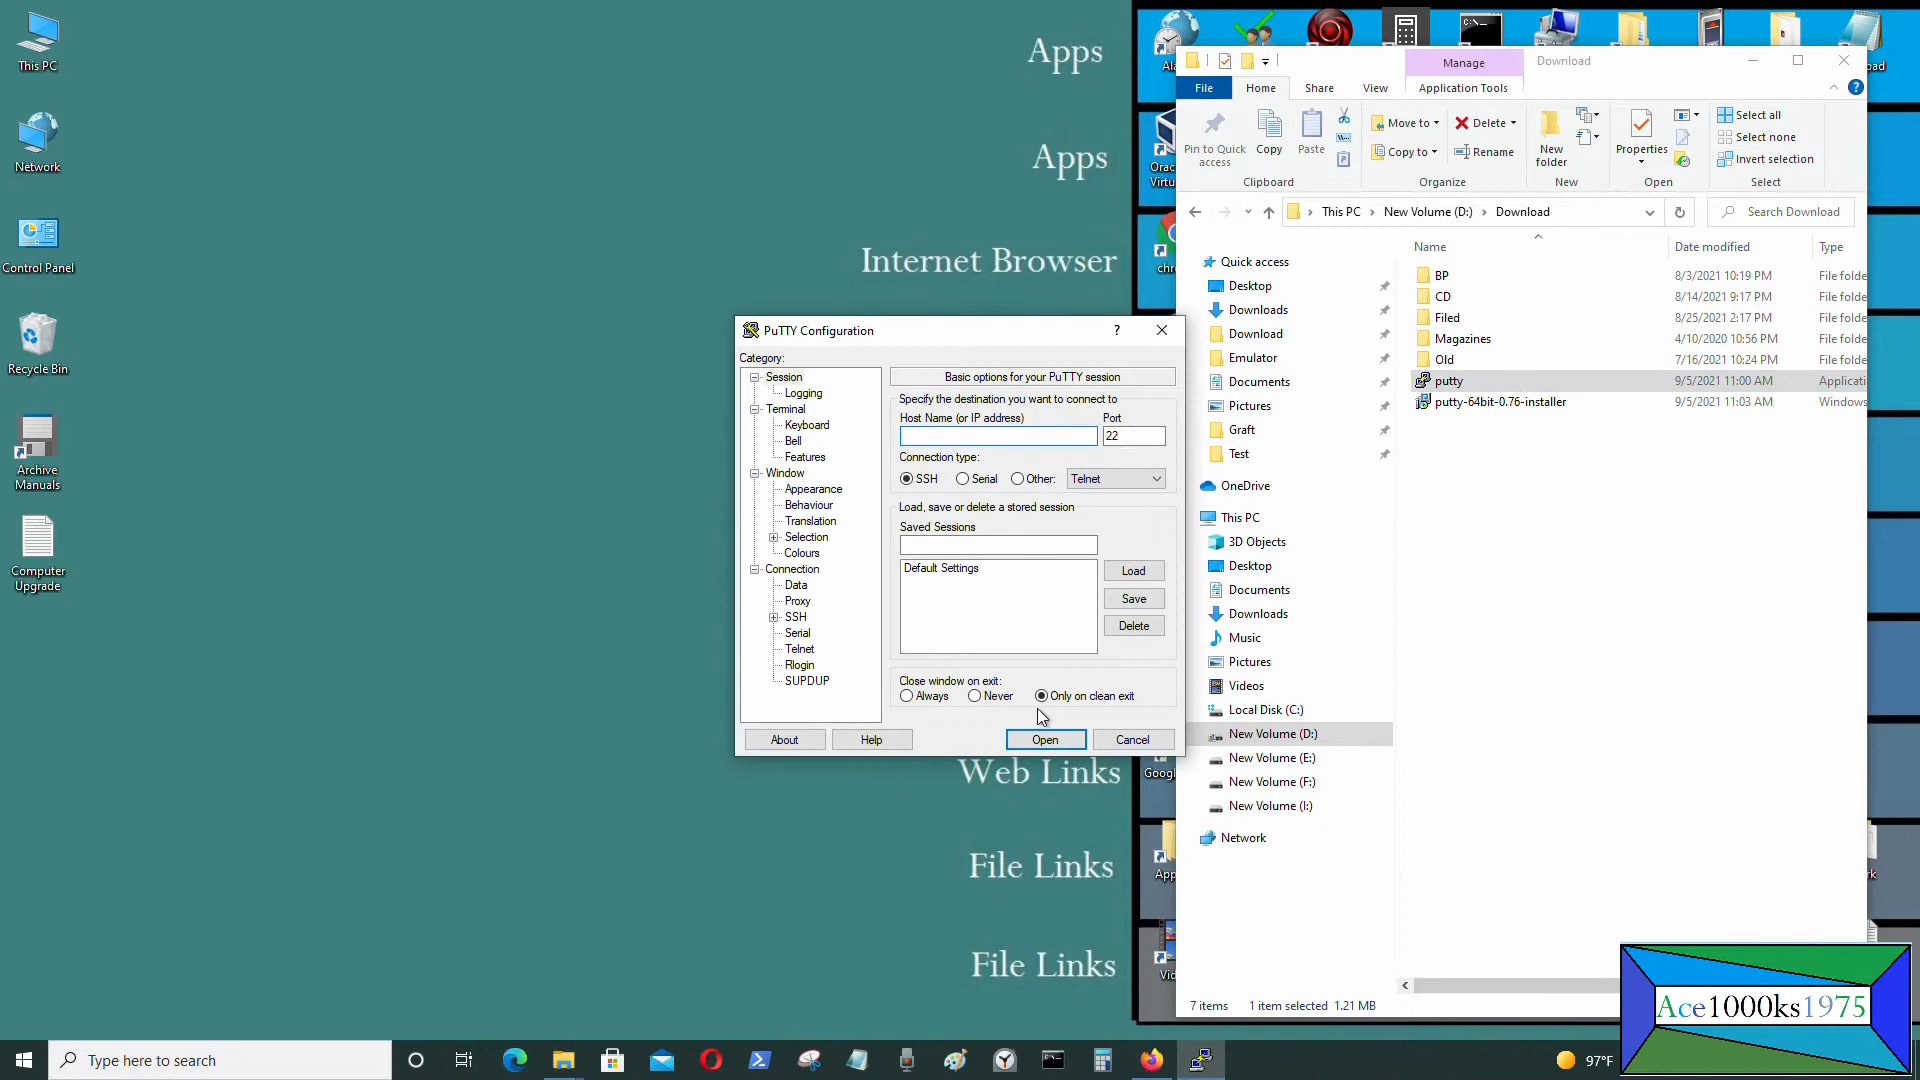 This PC
Network
Control Panel
Recycle Bin
Archive
Manuals
Computer
Upgrade
Apps
Apps
Internet Browser
Web Links
File Links
File Links
PuTTY Configuration
?
Category:
Session
Logging
Terminal
Keyboard
Bell
Features
Window
Appearance
Behaviour
Translation
Selection
Colours
Connection
Data
Proxy
SSH
Serial
Telnet
Rlogin
SUPDUP
Basic options for your PuTTY session
Specify the destination you want to connect to
Host Name (or IP address) Port
22
Connection type:
SSH Serial Other: Telnet
Load, save or delete a stored session
Saved Sessions
Default Settings
Load
Save
Delete
Close window on exit:
Always Never Only on clean exit
About Help Open Cancel
Manage Download
File Home Share View Application Tools
Pin to Quick
access
Copy
Paste
Move to
Copy to
Delete
Rename
New
folder
Properties
Select all
Select none
Invert selection
Clipboard Organize New Open Select
This PC New Volume (D:) Download
Search Download
Quick access
Desktop
Downloads
Download
Emulator
Documents
Pictures
Graft
Test
OneDrive
This PC
3D Objects
Desktop
Documents
Downloads
Music
Pictures
Videos
Local Disk (C:)
New Volume (D:)
New Volume (E:)
New Volume (F:)
New Volume (I:)
Network
Name Date modified Type
BP 8/3/2021 10:19 PM File folde
CD 8/14/2021 9:17 PM File folde
Filed 8/25/2021 2:17 PM File folde
Magazines 4/10/2020 10:56 PM File folde
Old 7/16/2021 10:24 PM File folde
putty 9/5/2021 11:00 AM Applicati
putty-64bit-0.76-installer 9/5/2021 11:03 AM Windows
7 items 1 item selected 1.21 MB
Ace1000ks1975
Type here to search
97°F